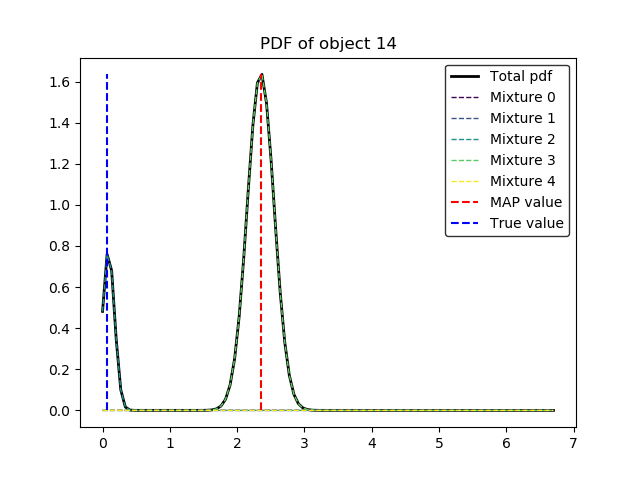 PDF of object 14
Total pdf
Mixture 0
Mixture 1
Mixture 2
Mixture 3
Mixture 4
MAP value
True value
1.6
1.4
1.2
1.0
0.8
0.6
0.4
0.2
0.0
0 1 2 3 4 5 6 7